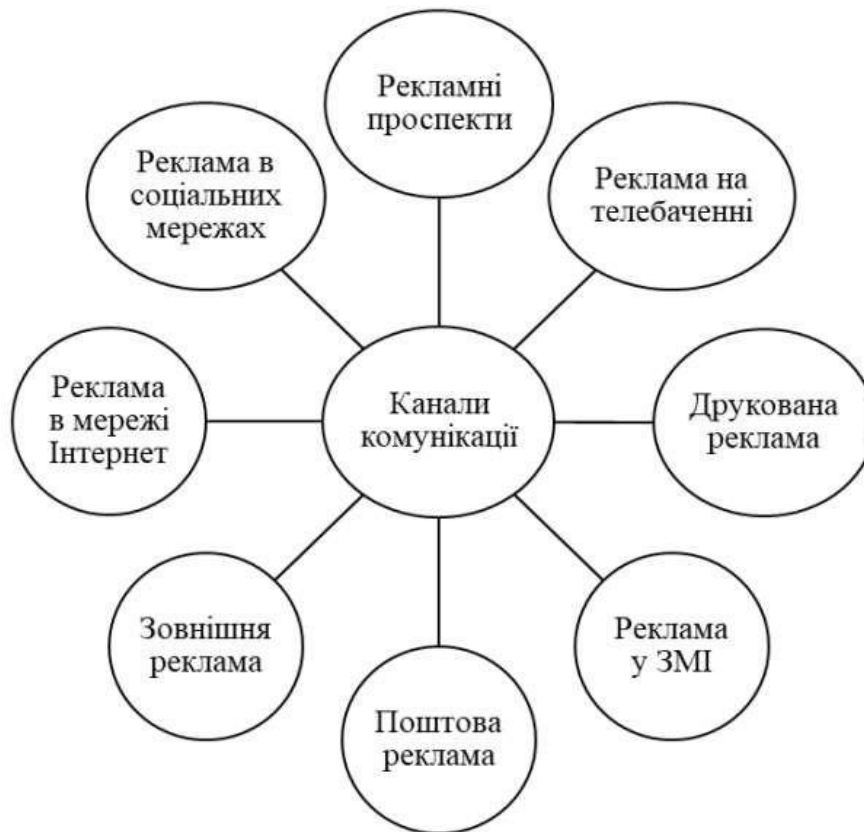 Рекламні
проспекти
Реклама на
телебаченні
Друкована
реклама
Реклама
у ЗМІ
Поштова
реклама
Зовнішня
реклама
Реклама
в мережі
Інтернет
Реклама в
соціальних
мережах
Канали
комунікації